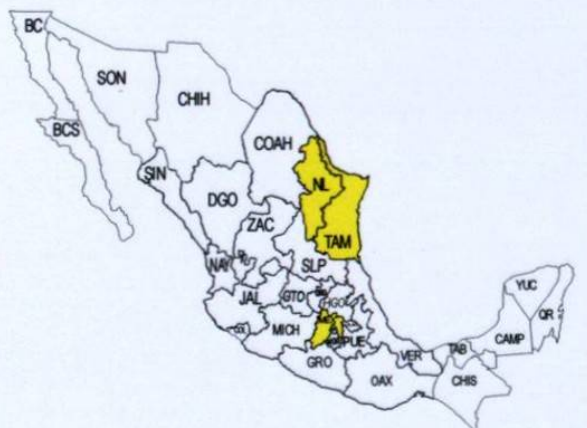 BC
SON
CHIH
BCS
COAH
SIN
NL
DGO
ZAC
TAM
NAY
SLP
YUC
JAL
GTO
HGO
QR
MICH
PUE
CAMP
VER
TAB
GRO
OAX
CHIS